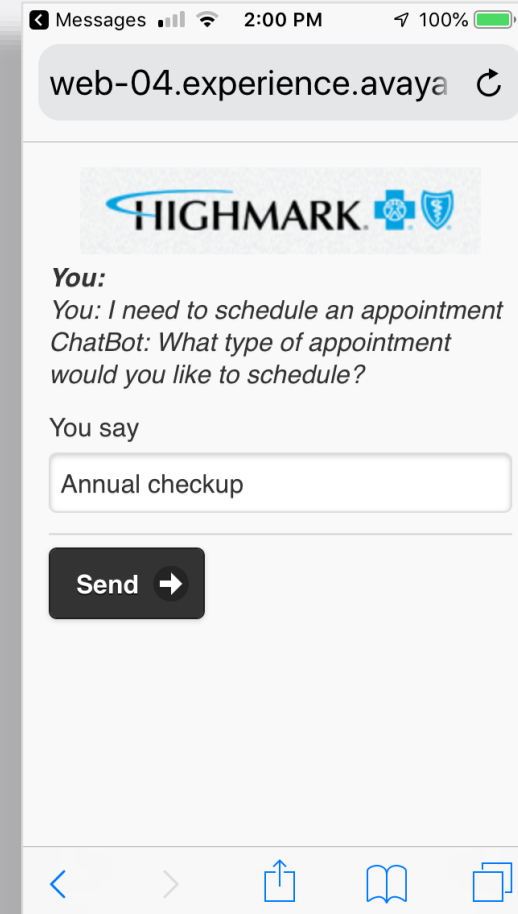 Messages 2:00 PM 100%
web-04.experience.avaya
HIGHMARK.
You:
You: I need to schedule an appointment
ChatBot: What type of appointment
would you like to schedule?
You say
Annual checkup
Send